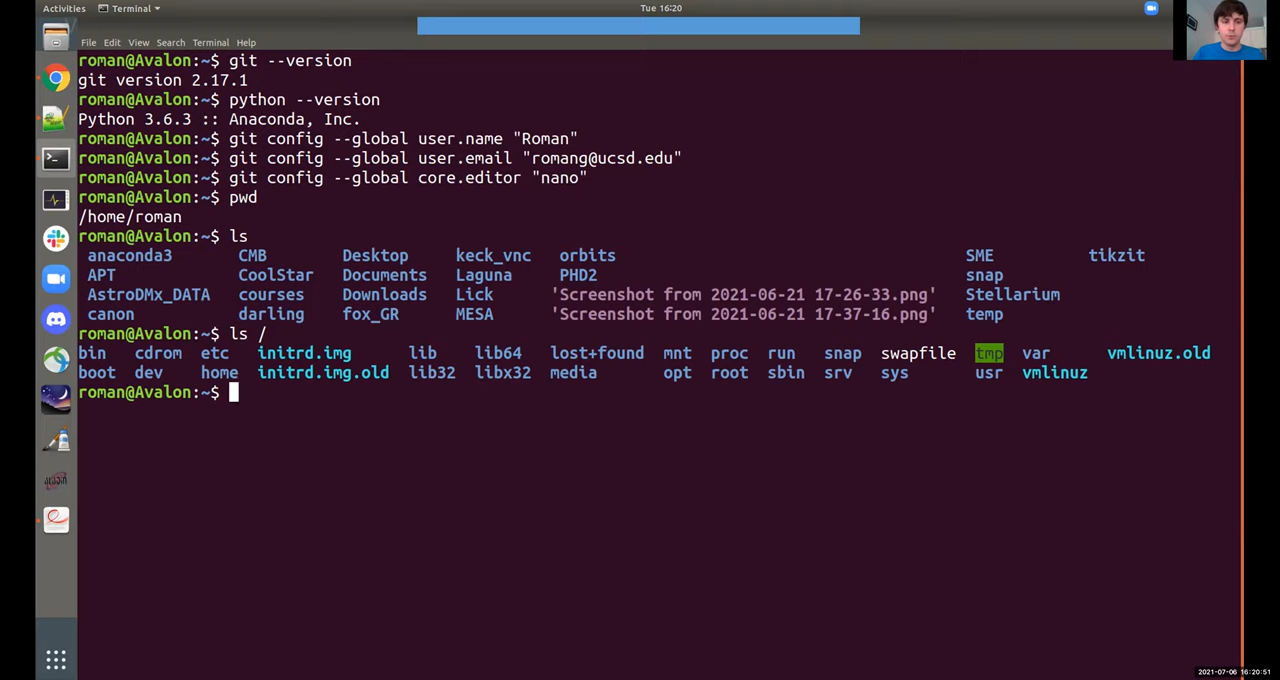 Activities Terminal Tue 16:20
File Edit View Search Terminal Help
roman@Avalon:~$ git --version
git version 2.17.1
roman@Avalon:~$ python --version
Python 3.6.3 :: Anaconda, Inc.
roman@Avalon:~$ git config --global user.name "Roman"
roman@Avalon:~$ git config --global user.email "romang@ucsd.edu"
roman@Avalon:~$ git config --global core.editor "nano"
roman@Avalon:~$ pwd
/home/roman
roman@Avalon:~$ ls
anaconda3 CMB Desktop keck_vnc orbits SME tikzit
APT CoolStar Documents Laguna PHD2 snap
AstroDMx_DATA courses Downloads Lick 'Screenshot from 2021-06-21 17-26-33.png' Stellarium
canon darling fox_GR MESA 'Screenshot from 2021-06-21 17-37-16.png' temp
roman@Avalon:~$ ls /
bin cdrom etc initrd.img lib lib64 lost+found mnt proc run snap swapfile tmp var vmlinuz.old
boot dev home initrd.img.old lib32 libx32 media opt root sbin srv sys usr vmlinuz
roman@Avalon:~$
2021-07-06 16:20:51